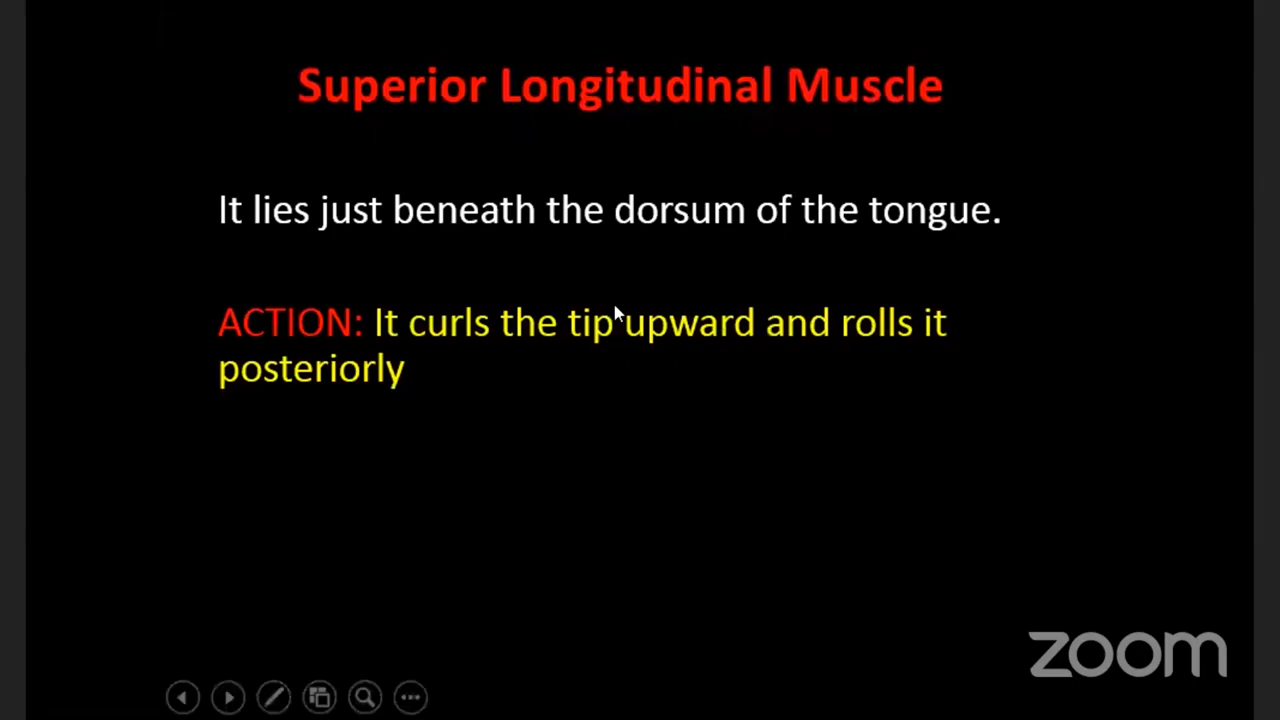 Superior Longitudinal Muscle
It lies just beneath the dorsum of the tongue.
ACTION: It curls the tip upward and rolls it
posteriorly
zoom